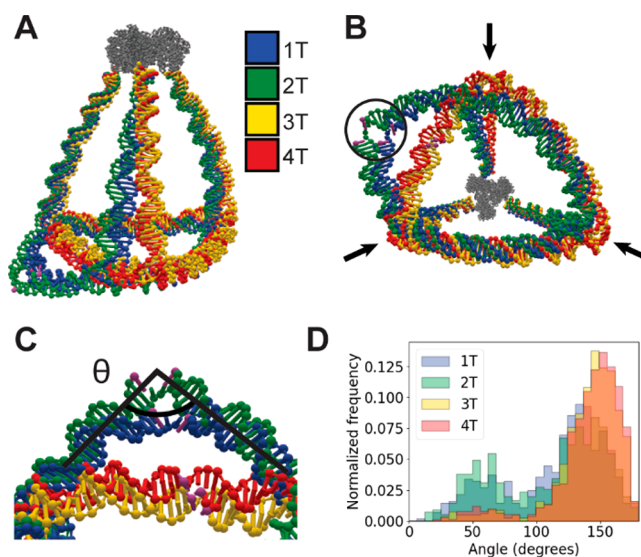 A
1T
2T
3T
4T
B
C
θ
D
Normalized frequency
0.125
0.100
0.075
0.050
0.025
0.000
1T
2T
3T
4T
0
50
100
150
Angle (degrees)